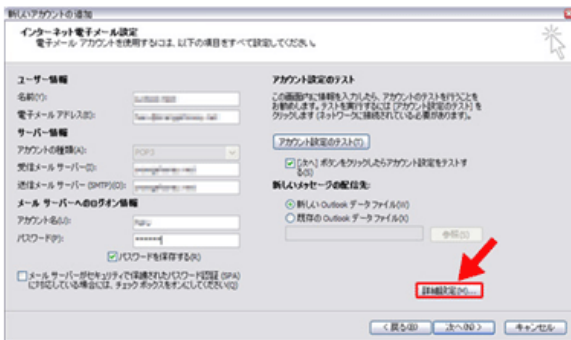 新しいアカウントの追加
インターネット電子メール設定
電子メール アカウントを使用するには、以下の項目をすべて設定してください。
ユーザー情報
名前(Y):
電子メール アドレス(E):
サーバー情報
アカウントの種類(A):
POP3
受信メール サーバー(I):
送信メール サーバー (SMTP)(O):
メール サーバーへのログオン情報
アカウント名(U):
パスワード(P):
******
パスワードを保存する(R)
メール サーバーがセキュリティで保護されたパスワード認証 (SPA)
に対応している場合には、チェック ボックスをオンにしてください(Q)
アカウント設定のテスト
この画面内に情報を入力したら、アカウントのテストを行うことを
お勧めします。テストを実行するには [アカウント設定のテスト] を
クリックします (ネットワークに接続されている必要があります)。
アカウント設定のテスト(T)
[次へ] ボタンをクリックしたらアカウント設定をテストす
る(S)
新しいメッセージの配信先:
新しい Outlook データ ファイル(W)
既存の Outlook データ ファイル(X)
参照(S)
詳細設定(M)...
< 戻る(B)
次へ(N) >
キャンセル